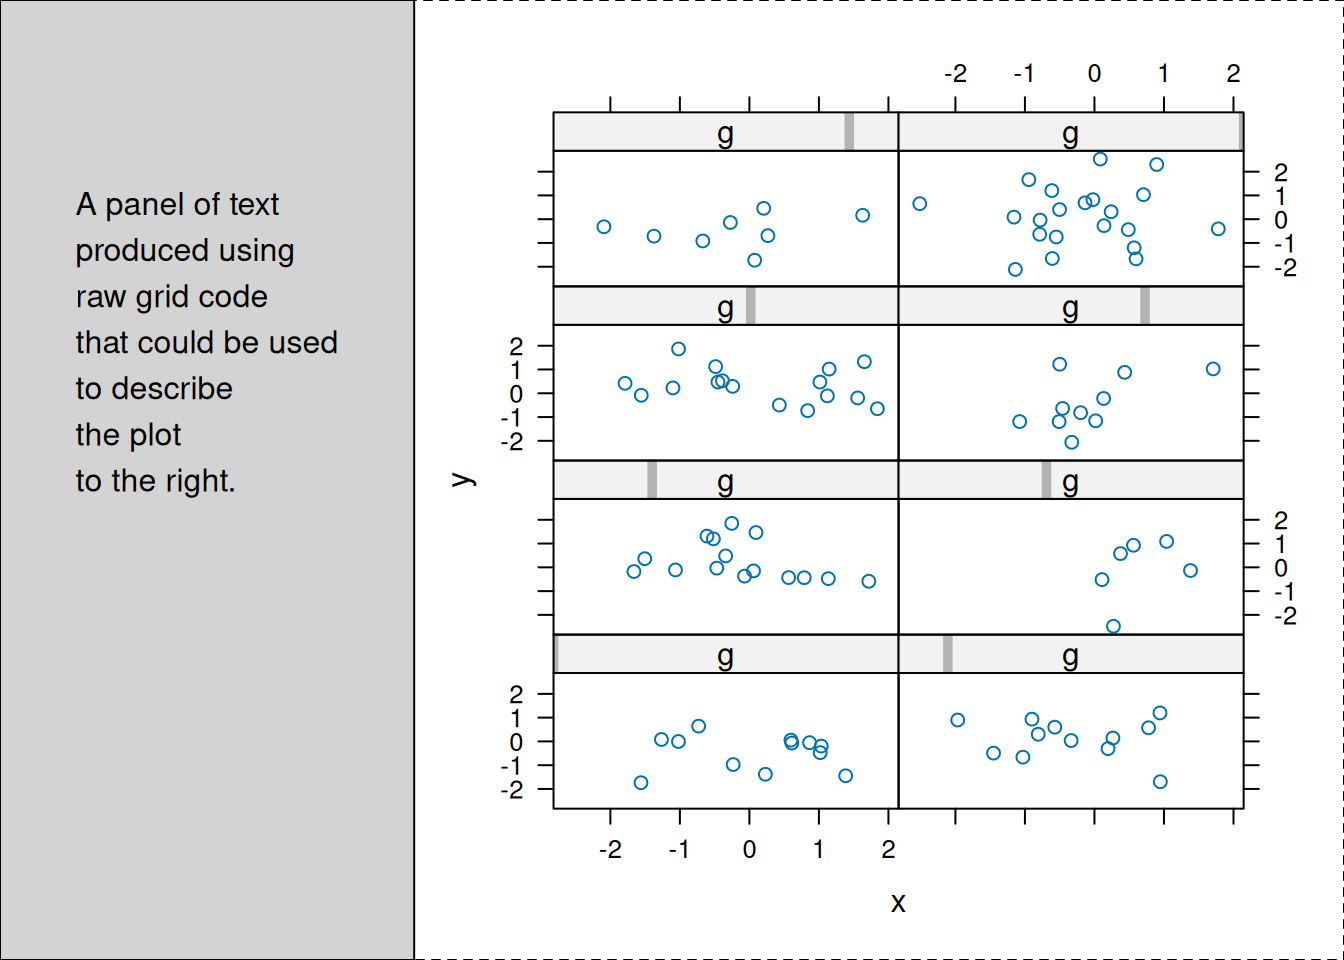 A panel of text
produced using
raw grid code
that could be used
to describe
the plot
to the right.
-2 -1 0 1 2
g g
2
1
0
-1
-2
g g
2
1
0
-1
-2
y
g g
2
1
0
-1
-2
g g
2
1
0
-1
-2
-2 -1 0 1 2
x